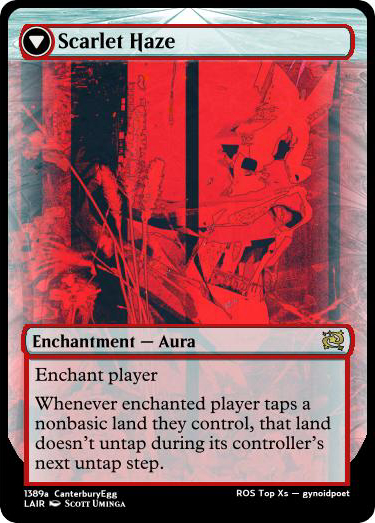 Scarlet Haze
Enchantment — Aura
Enchant player
Whenever enchanted player taps a
nonbasic land they control, that land
doesn't untap during its controller's
next untap step.
1389a CanterburyEgg ROS Top Xs — gynoidpoet
LAIR Scott Uminga